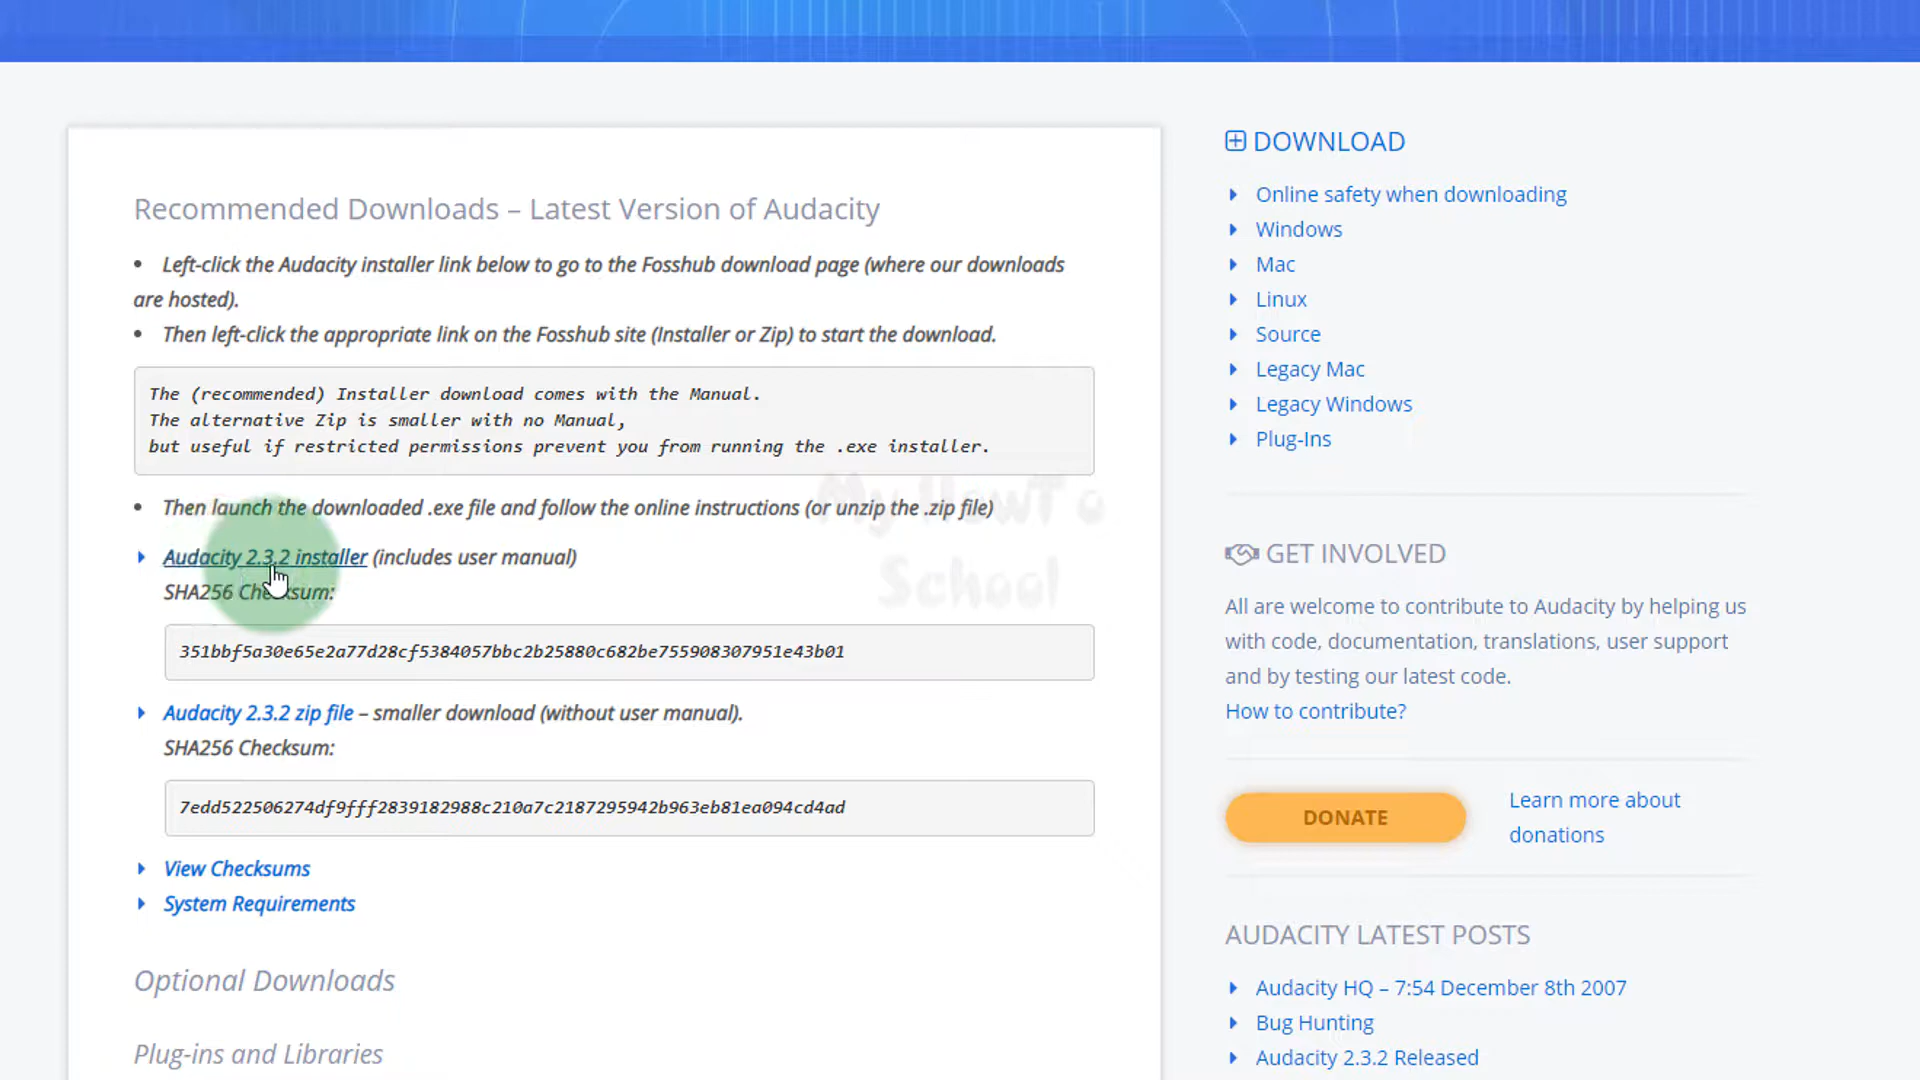 Recommended Downloads – Latest Version of Audacity
• Left-click the Audacity installer link below to go to the Fosshub download page (where our downloads
are hosted).
• Then left-click the appropriate link on the Fosshub site (Installer or Zip) to start the download.
The (recommended) Installer download comes with the Manual.
The alternative Zip is smaller with no Manual,
but useful if restricted permissions prevent you from running the .exe installer.
• Then launch the downloaded .exe file and follow the online instructions (or unzip the .zip file)
Audacity 2.3.2 installer (includes user manual)
SHA256 Checksum:
351bbf5a30e65e2a77d28cf5384057bbc2b25880c682be755908307951e43b01
Audacity 2.3.2 zip file – smaller download (without user manual).
SHA256 Checksum:
7edd522506274df9fff2839182988c210a7c2187295942b963eb81ea094cd4ad
View Checksums
System Requirements
Optional Downloads
Plug-ins and Libraries
My HowTo
School
DOWNLOAD
Online safety when downloading
Windows
Mac
Linux
Source
Legacy Mac
Legacy Windows
Plug-Ins
GET INVOLVED
All are welcome to contribute to Audacity by helping us
with code, documentation, translations, user support
and by testing our latest code.
How to contribute?
DONATE
Learn more about
donations
AUDACITY LATEST POSTS
Audacity HQ – 7:54 December 8th 2007
Bug Hunting
Audacity 2.3.2 Released